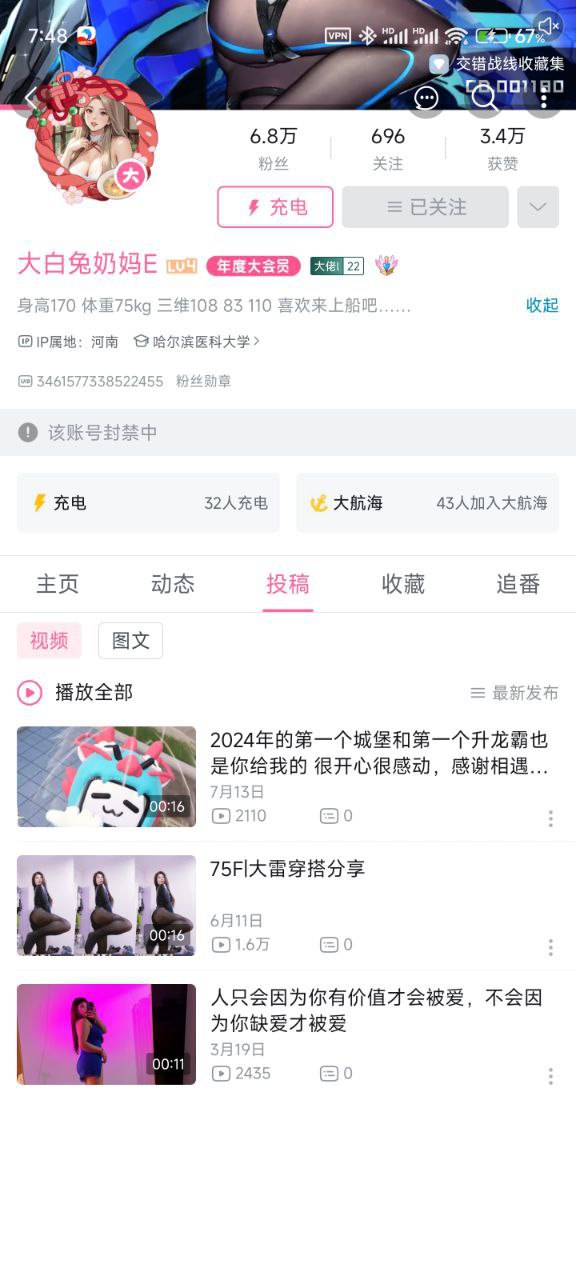 7:48
VPN HD HD 67%
交错战线收藏集
CD.001180
6.8万 696 3.4万
粉丝 关注 获赞
大
充电 已关注
大白兔奶妈E LV4 年度大会员 大佬! 22
身高170 体重75kg 三维108 83 110 喜欢来上船吧…… 收起
IP IP属地：河南 哈尔滨医科大学
UID 3461577338522455 粉丝勋章
该账号封禁中
充电 32人充电 大航海 43人加入大航海
主页 动态 投稿 收藏 追番
视频 图文
播放全部 最新发布
2024年的第一个城堡和第一个升龙霸也
是你给我的 很开心很感动，感谢相遇...
7月13日
00:16
2110 0
75F|大雷穿搭分享
6月11日
00:16
1.6万 0
人只会因为你有价值才会被爱，不会因
为你缺爱才被爱
3月19日
00:11
2435 0